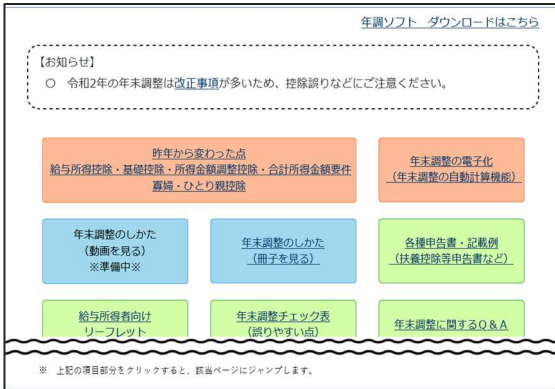 年調ソフト ダウンロードはこちら
【お知らせ】
○ 令和2年の年末調整は改正事項が多いため、控除誤りなどにご注意ください。
昨年から変わった点
給与所得控除・基礎控除・所得金額調整控除・合計所得金額要件
寡婦・ひとり親控除
年末調整の電子化
（年末調整の自動計算機能）
年末調整のしかた
（動画を見る）
※準備中※
年末調整のしかた
（冊子を見る）
各種申告書・記載例
（扶養控除等申告書など）
給与所得者向け
リーフレット
年末調整チェック表
（誤りやすい点）
年末調整に関するQ＆A
※ 上記の項目部分をクリックすると、該当ページにジャンプします。